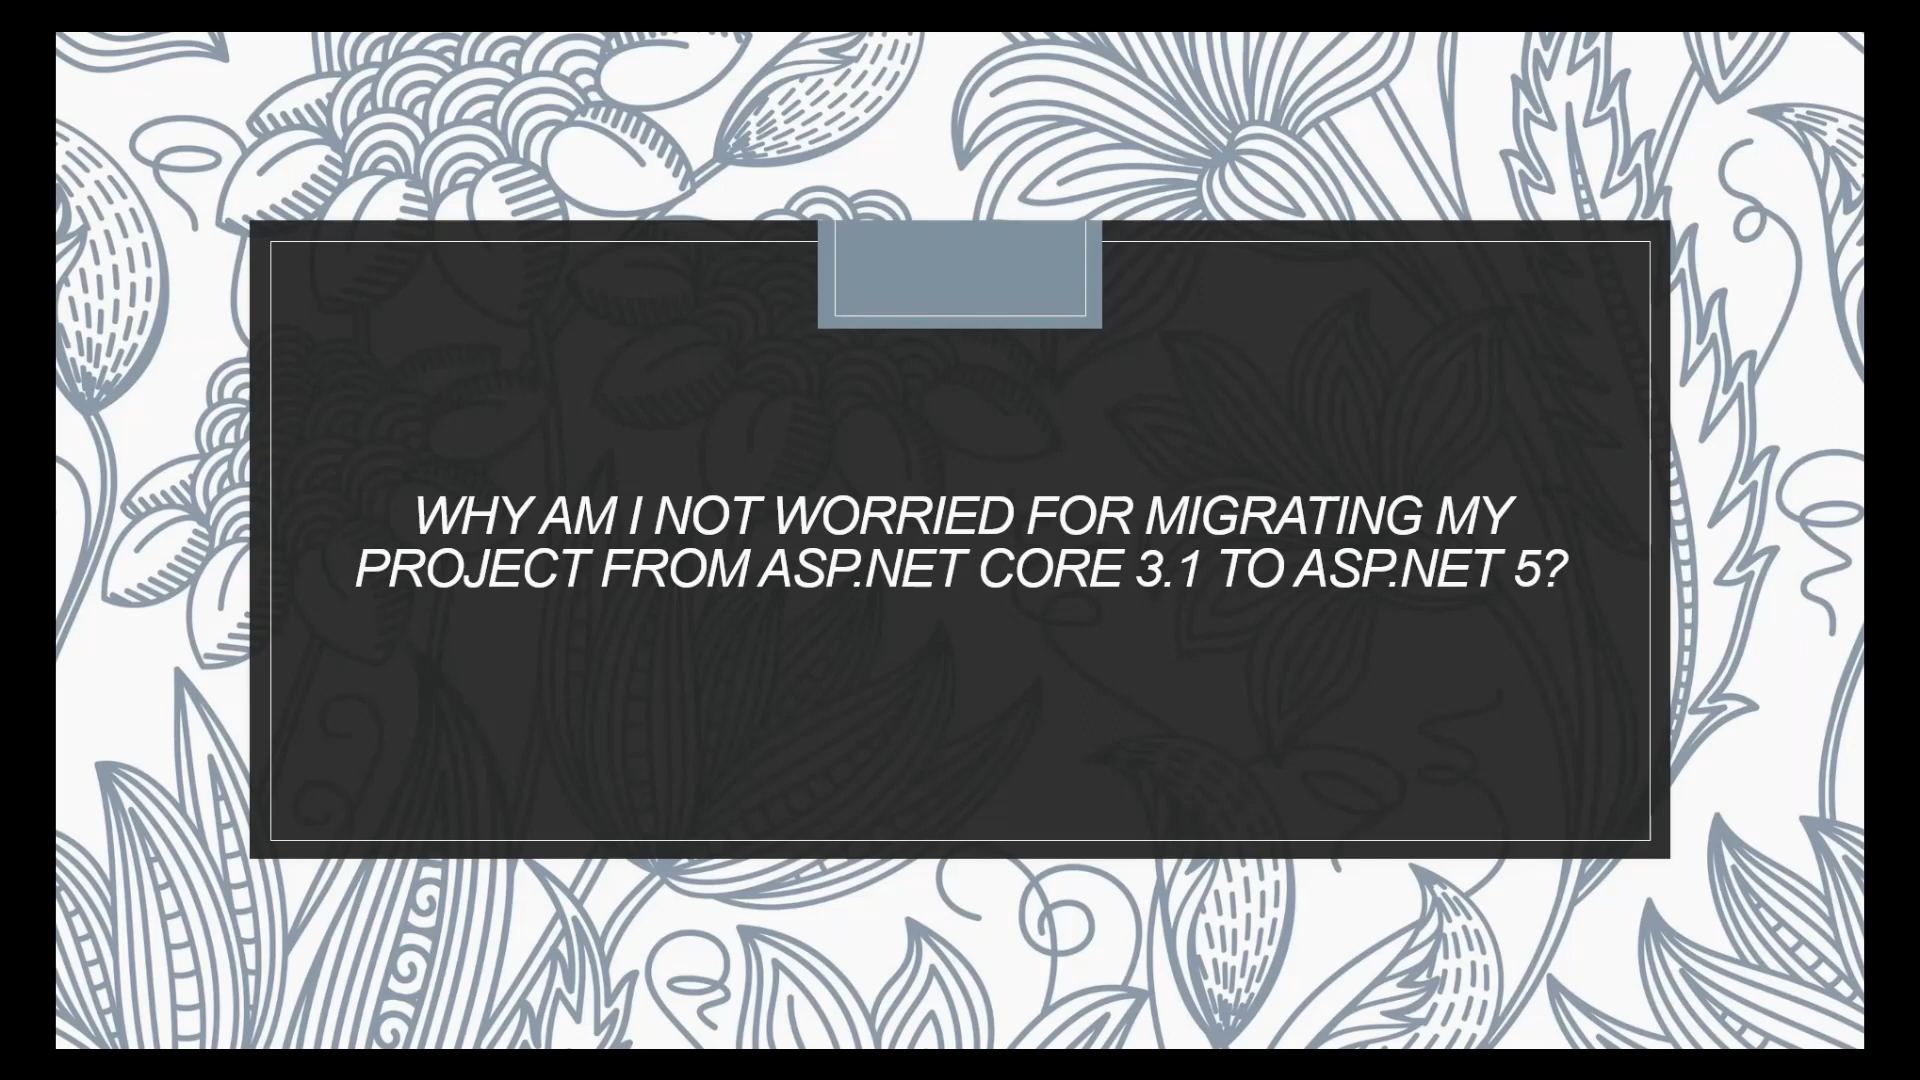 WHY AM I NOT WORRIED FOR MIGRATING MY
PROJECT FROM ASP.NET CORE 3.1 TO ASP.NET 5?